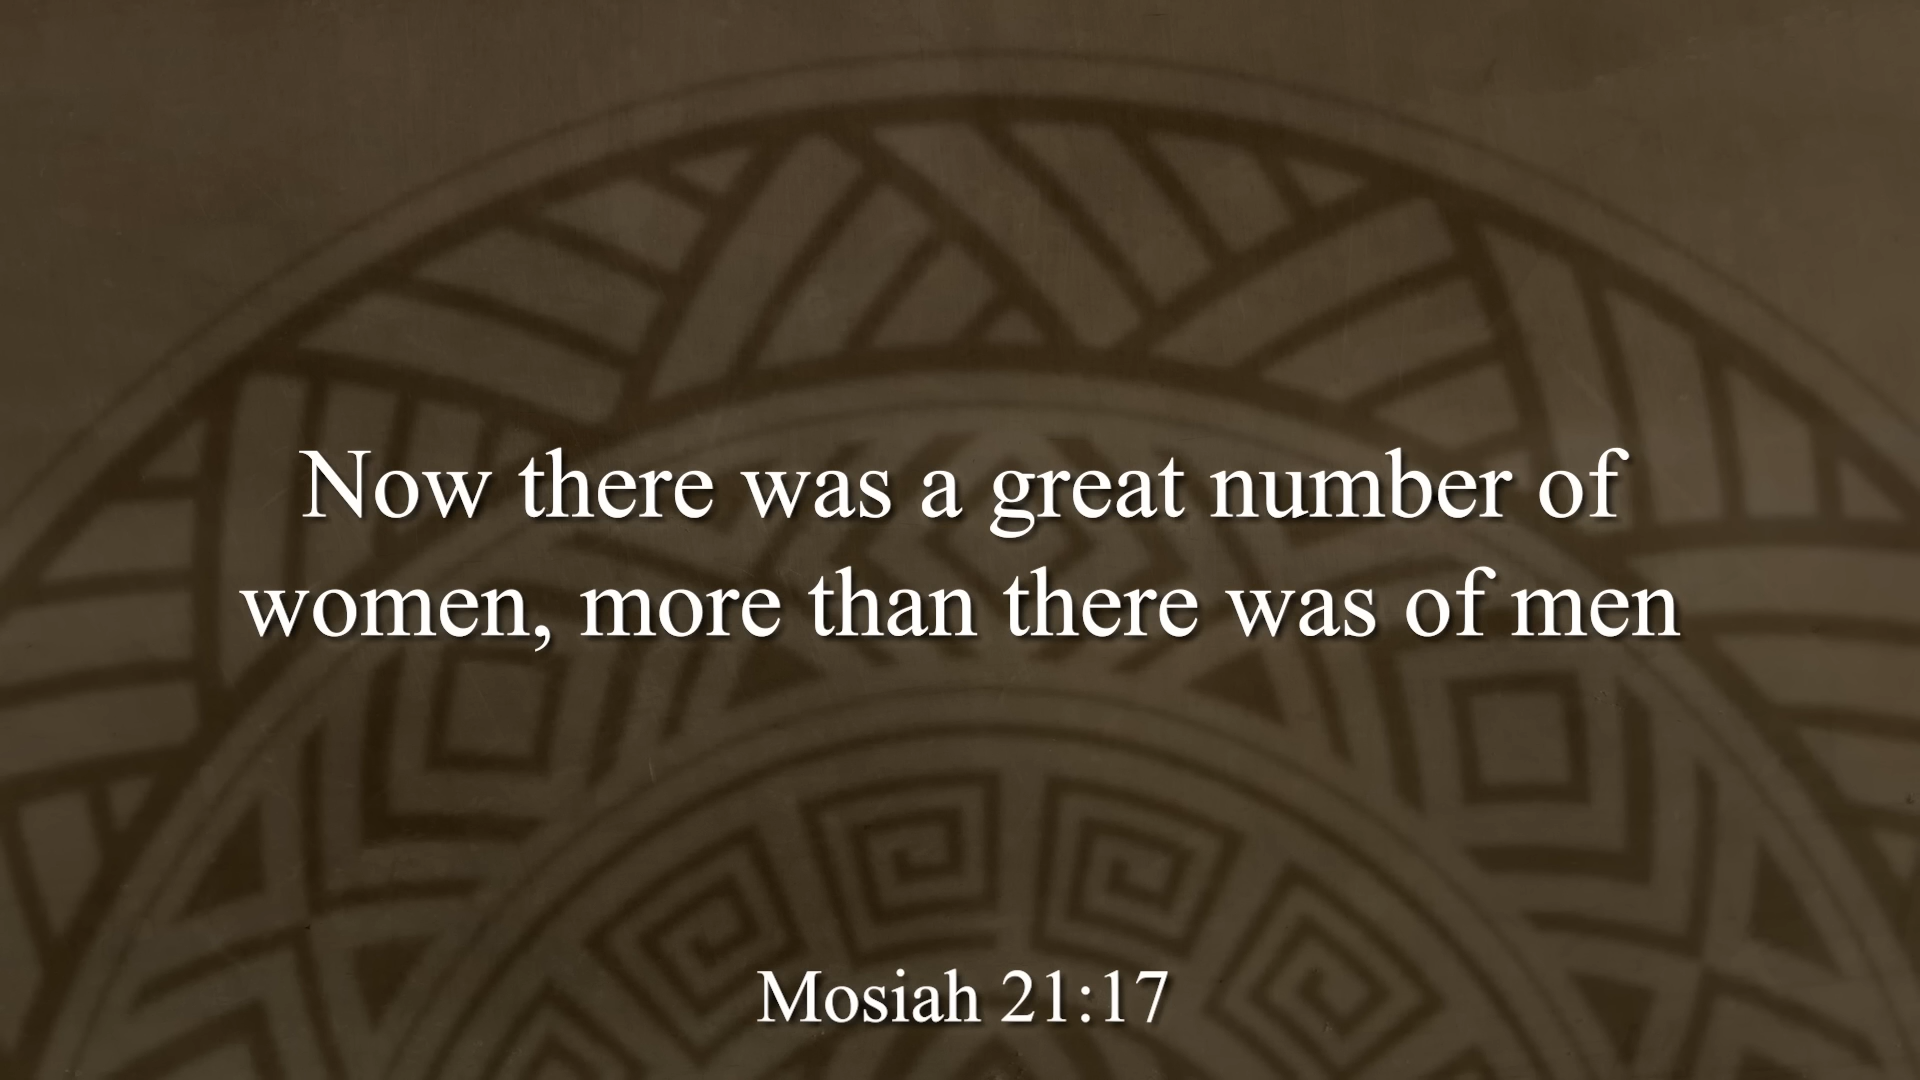 Now there was a great number of
women, more than there was of men
Mosiah 21:17